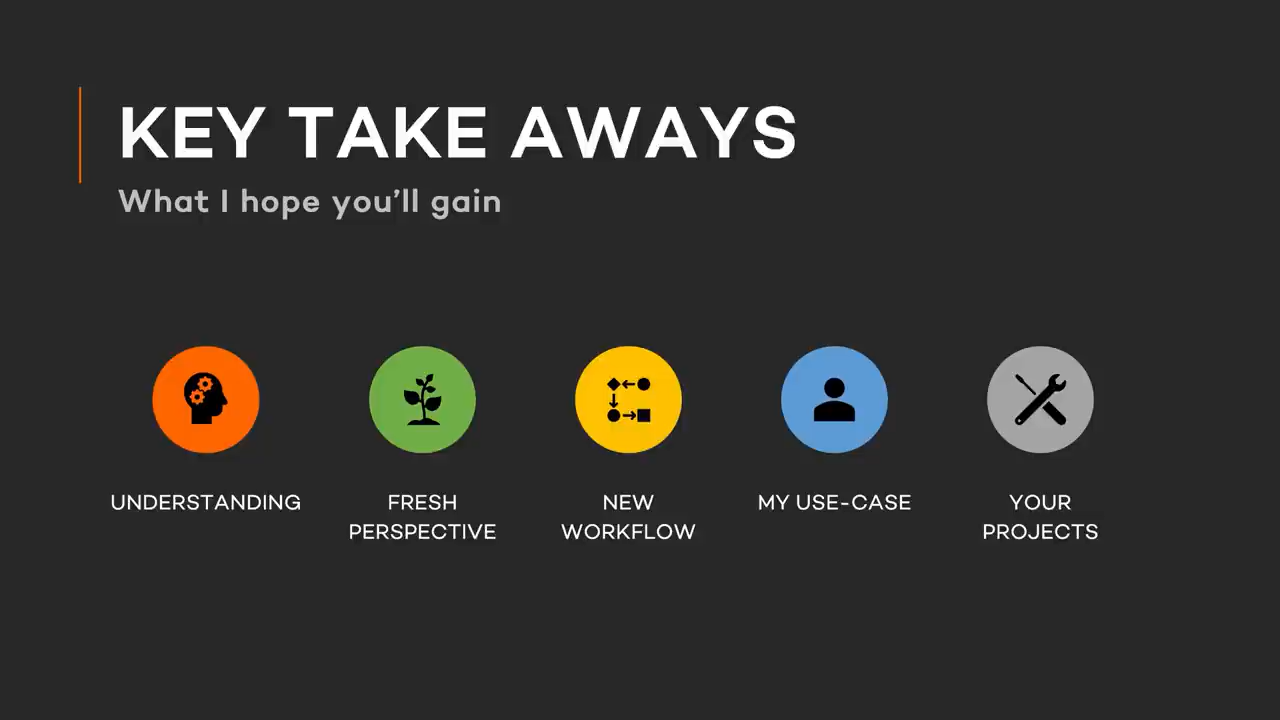 KEY TAKE AWAYS
What I hope you’ll gain
UNDERSTANDING
FRESH
PERSPECTIVE
NEW
WORKFLOW
MY USE-CASE
YOUR
PROJECTS